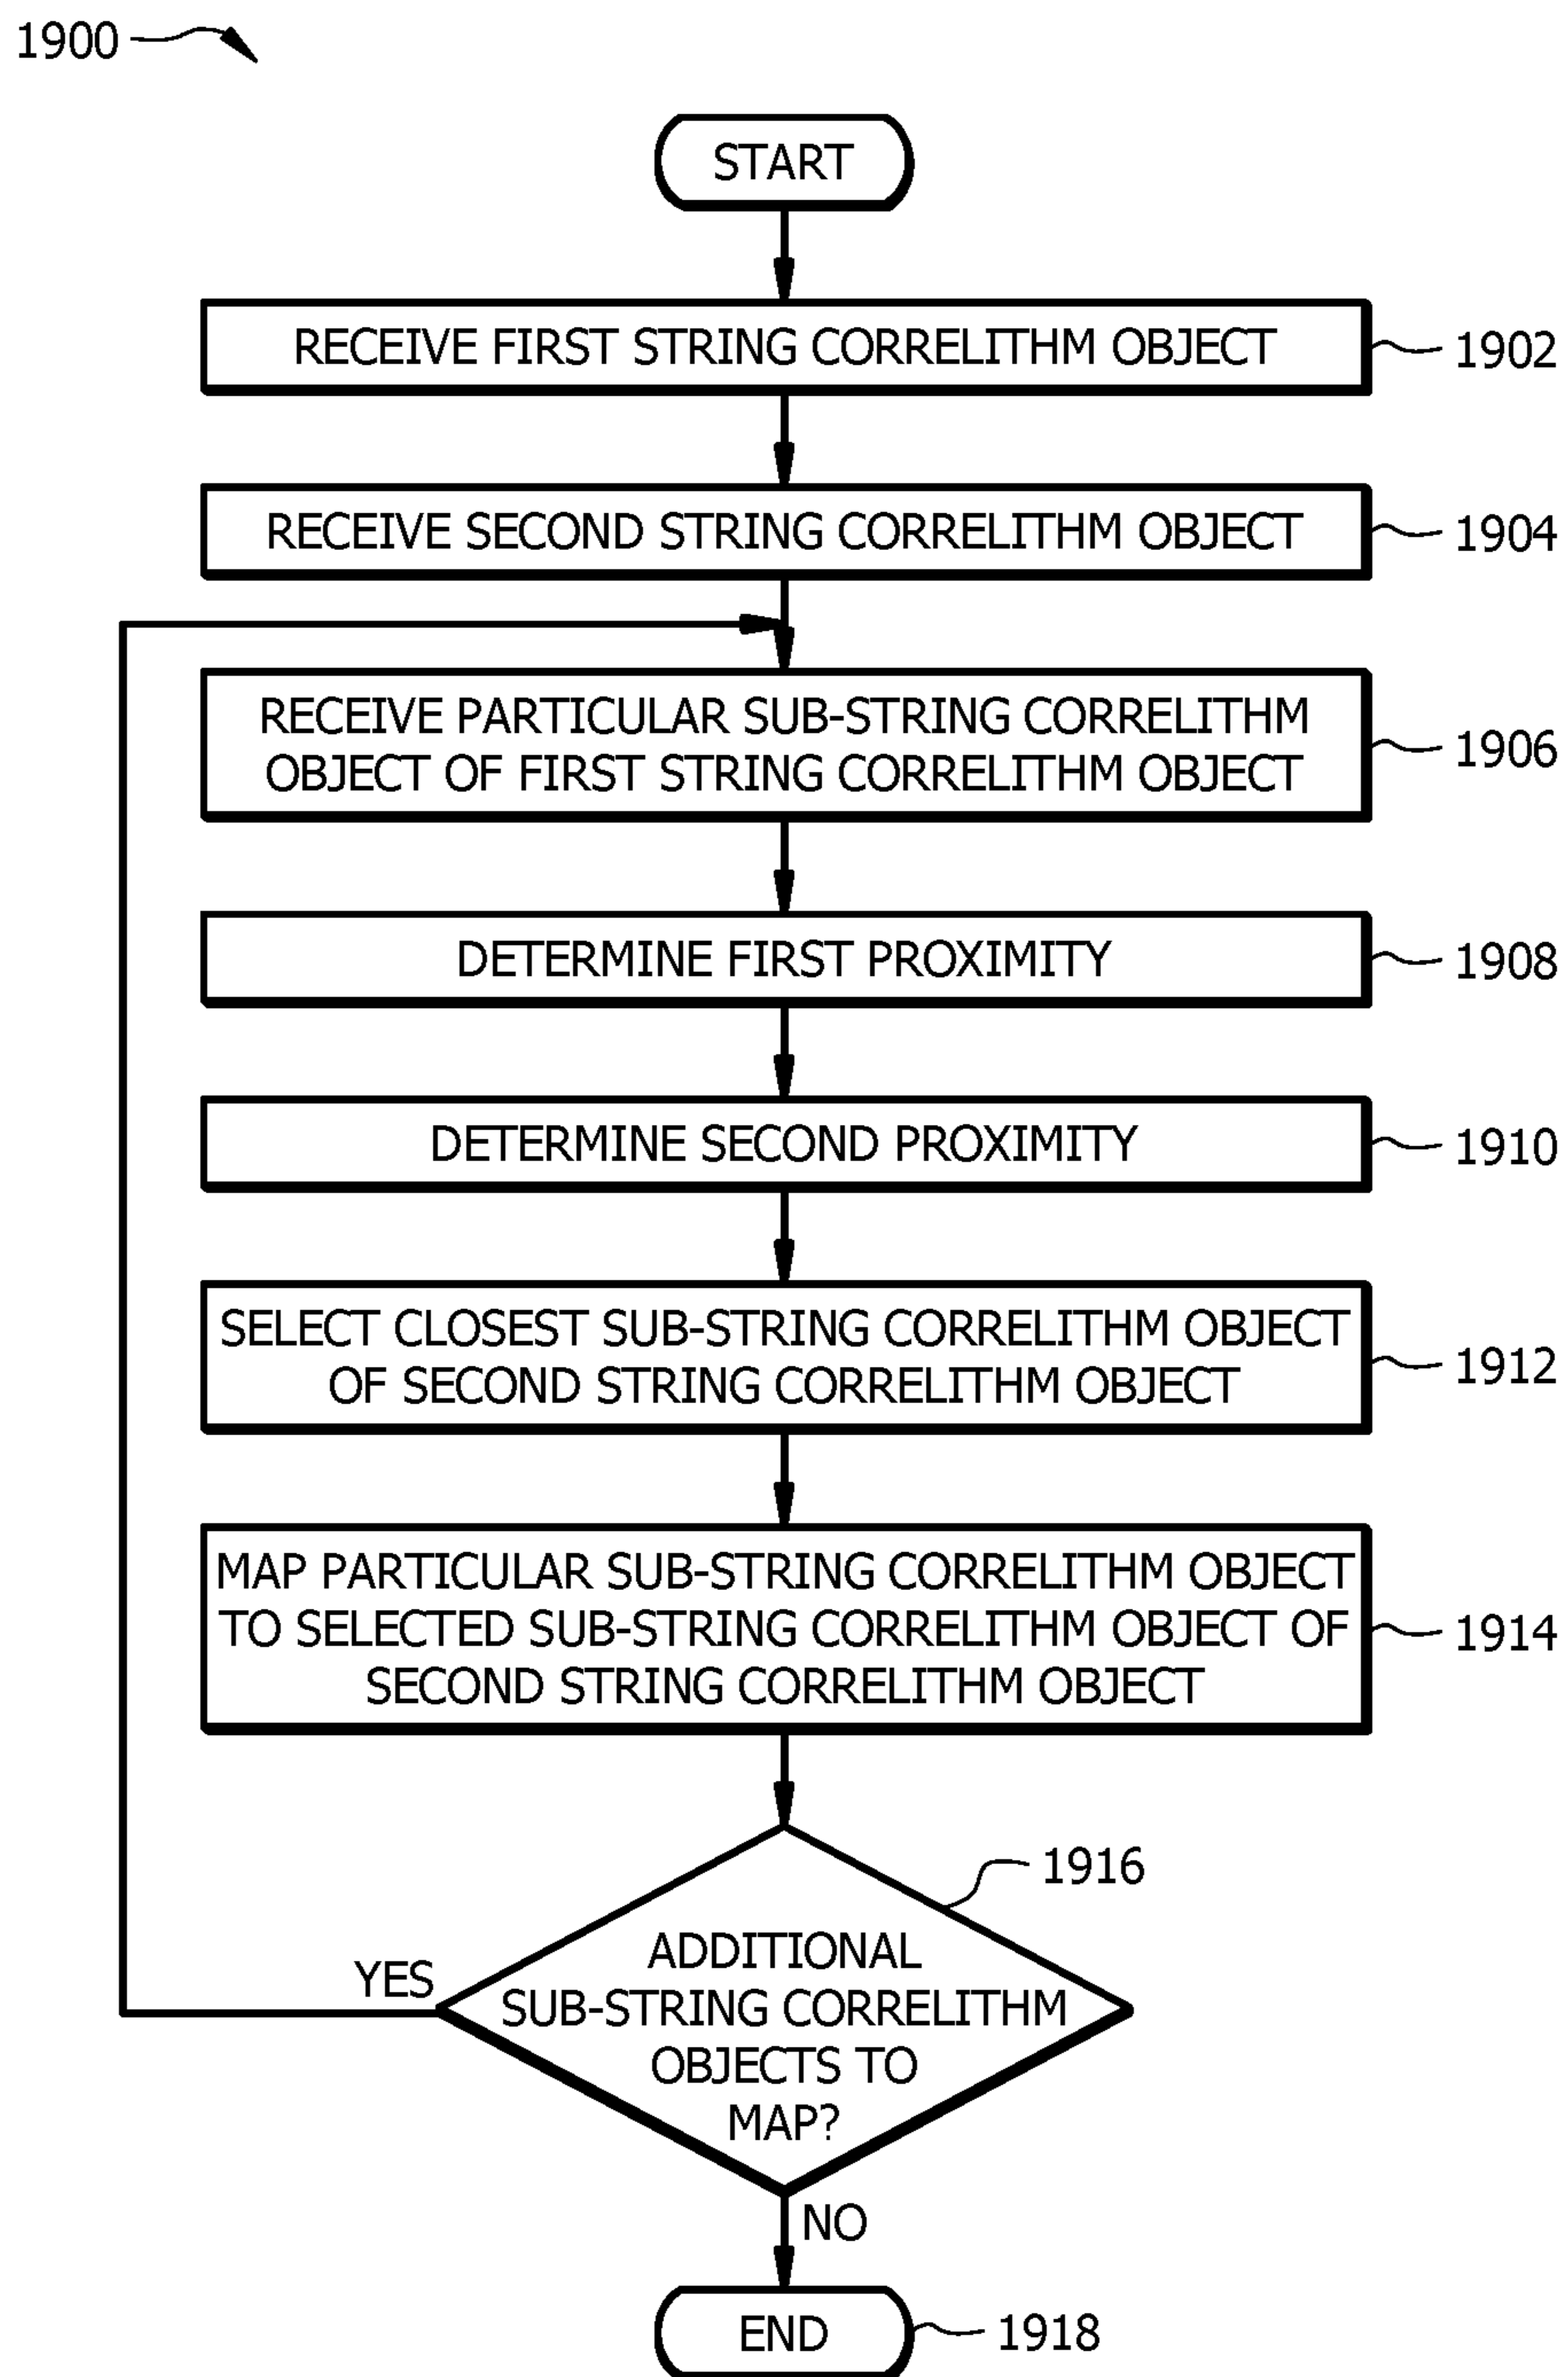 1900
START
RECEIVE FIRST STRING CORRELITHM OBJECT
1902
RECEIVE SECOND STRING CORRELITHM OBJECT
1904
RECEIVE PARTICULAR SUB-STRING CORRELITHM
OBJECT OF FIRST STRING CORRELITHM OBJECT
1906
DETERMINE FIRST PROXIMITY
1908
DETERMINE SECOND PROXIMITY
1910
SELECT CLOSEST SUB-STRING CORRELITHM OBJECT
OF SECOND STRING CORRELITHM OBJECT
1912
MAP PARTICULAR SUB-STRING CORRELITHM OBJECT
TO SELECTED SUB-STRING CORRELITHM OBJECT OF
SECOND STRING CORRELITHM OBJECT
1914
1916
ADDITIONAL
SUB-STRING CORRELITHM
OBJECTS TO
MAP?
YES
NO
END
1918